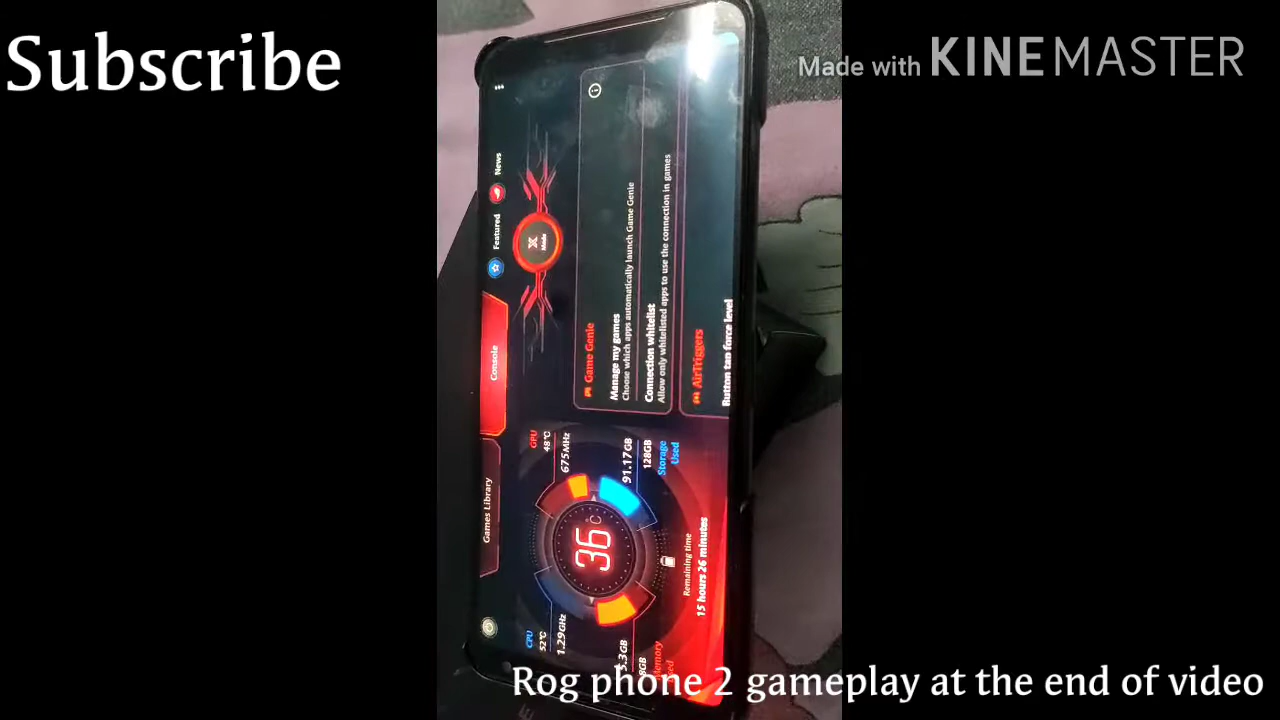 Subscribe
Made with KINEMASTER
Games Library
Console
Featured
News
X
Mode
CPU
52°C
1.29GHz
GPU
48°C
675MHz
36°C
91.17GB
128GB
Storage
Used
8GB
Remaining time
15 hours 26 minutes
Game Genie
Manage my games
Choose which apps automatically launch Game Genie
Connection whitelist
Allow only whitelisted apps to use the connection in games
AirTriggers
Button tap force level
Rog phone 2 gameplay at the end of video